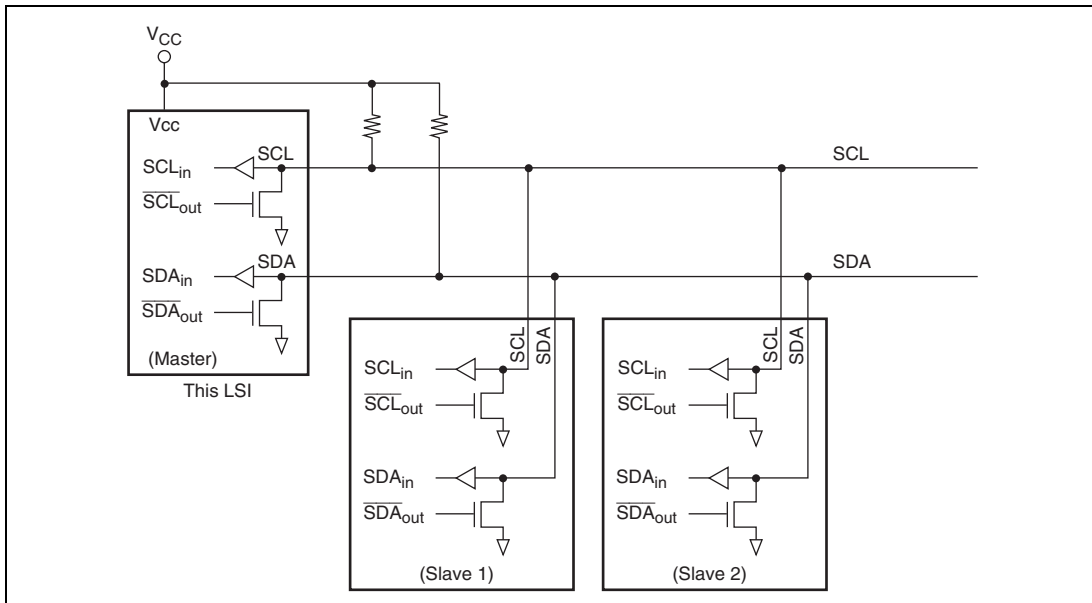 VCC
Vcc
SCLin
SCL
SCLout
SDAin
SDA
SDAout
(Master)
This LSI
SCL
SDA
SCL
SDA
SCLin
SCLout
SDAin
SDAout
(Slave 1)
SCL
SDA
SCLin
SCLout
SDAin
SDAout
(Slave 2)